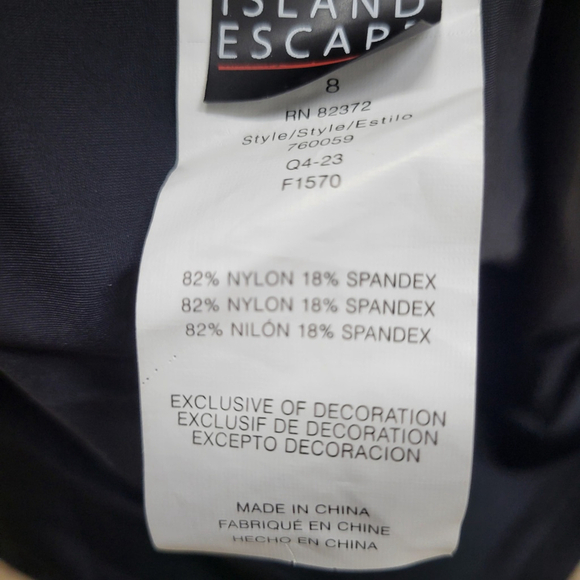 ISLAND
ESCAPE
8
RN 82372
Style/Style/Estilo
760059
Q4-23
F1570
82% NYLON 18% SPANDEX
82% NYLON 18% SPANDEX
82% NILÓN 18% SPANDEX
EXCLUSIVE OF DECORATION
EXCLUSIF DE DECORATION
EXCEPTO DECORACION
MADE IN CHINA
FABRIQUÉ EN CHINE
HECHO EN CHINA